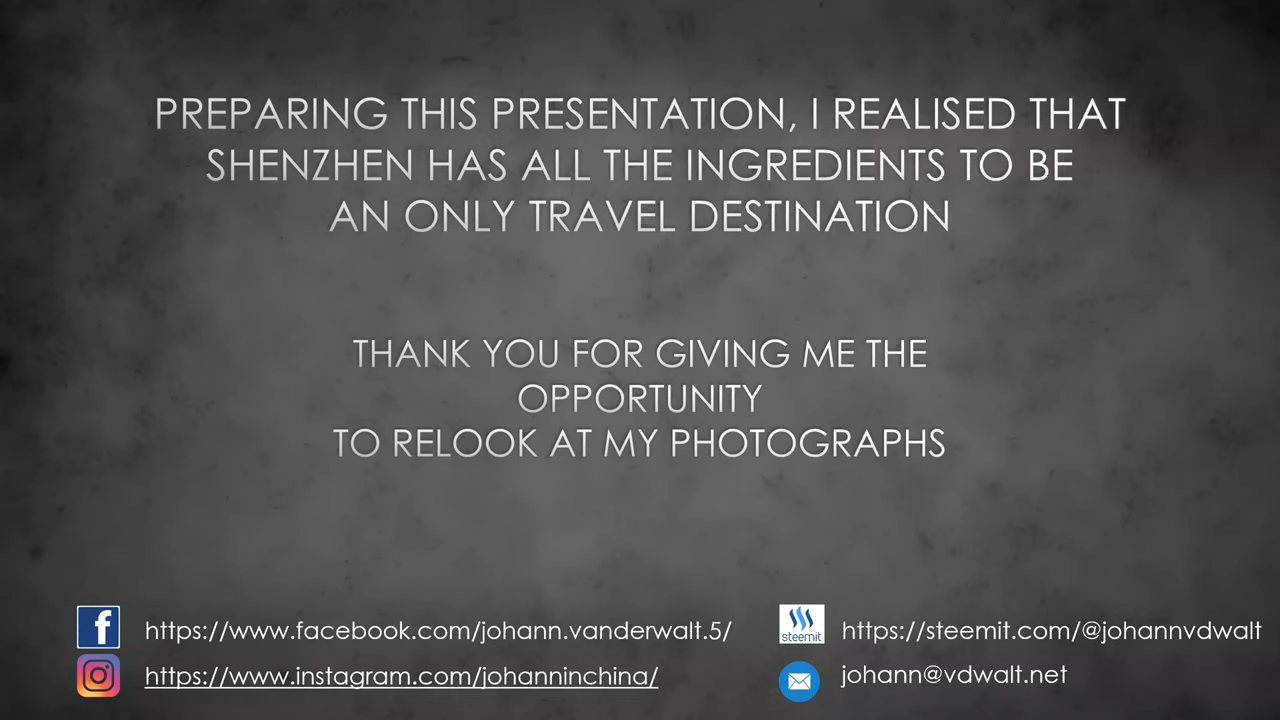 PREPARING THIS PRESENTATION, I REALISED THAT
SHENZHEN HAS ALL THE INGREDIENTS TO BE
AN ONLY TRAVEL DESTINATION
THANK YOU FOR GIVING ME THE
OPPORTUNITY
TO RELOOK AT MY PHOTOGRAPHS
https://www.facebook.com/johann.vanderwalt.5/
steemit
https://steemit.com/@johannvdwalt
https://www.instagram.com/johanninchina/
johann@vdwalt.net